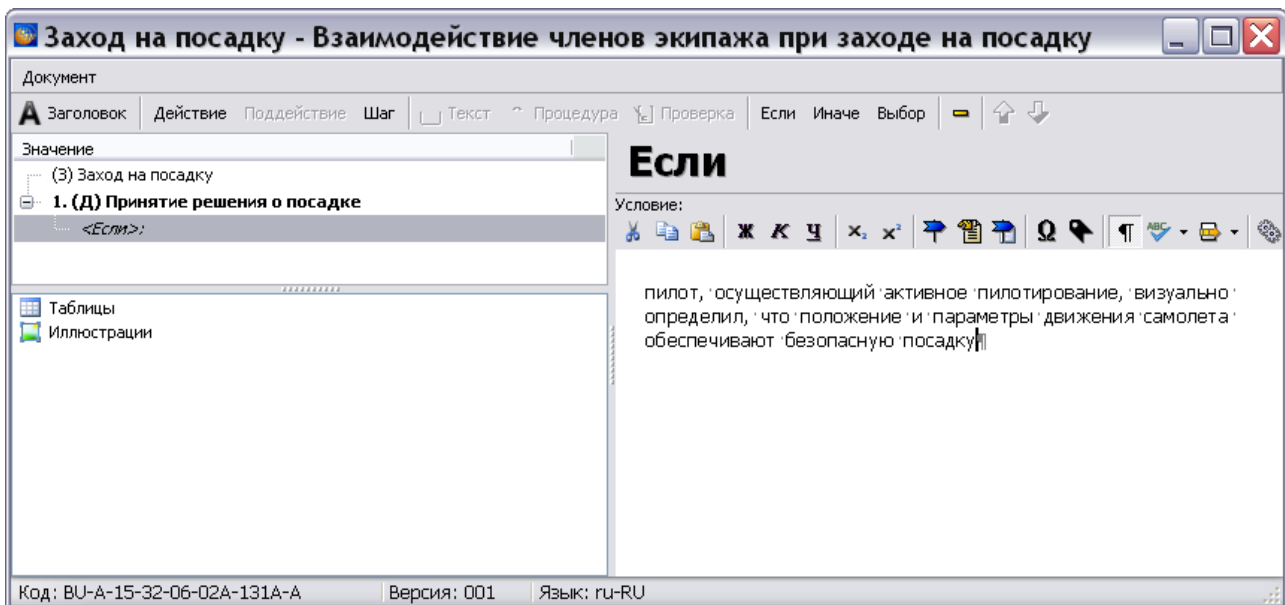 Заход на посадку - Взаимодействие членов экипажа при заходе на посадку
Документ
А Заголовок Действие Поддействие Шаг Текст Процедура Проверка Если Иначе Выбор
Значение
(З) Заход на посадку
1. (Д) Принятие решения о посадке
<Если>:
Таблицы
Иллюстрации
Если
Условие:
Ж К Ч X₂ X² Ω ¶ ABC
пилот, осуществляющий активное пилотирование, визуально
определил, что положение и параметры движения самолета
обеспечивают безопасную посадку¶
Код: BU-A-15-32-06-02A-131A-A Версия: 001 Язык: ru-RU